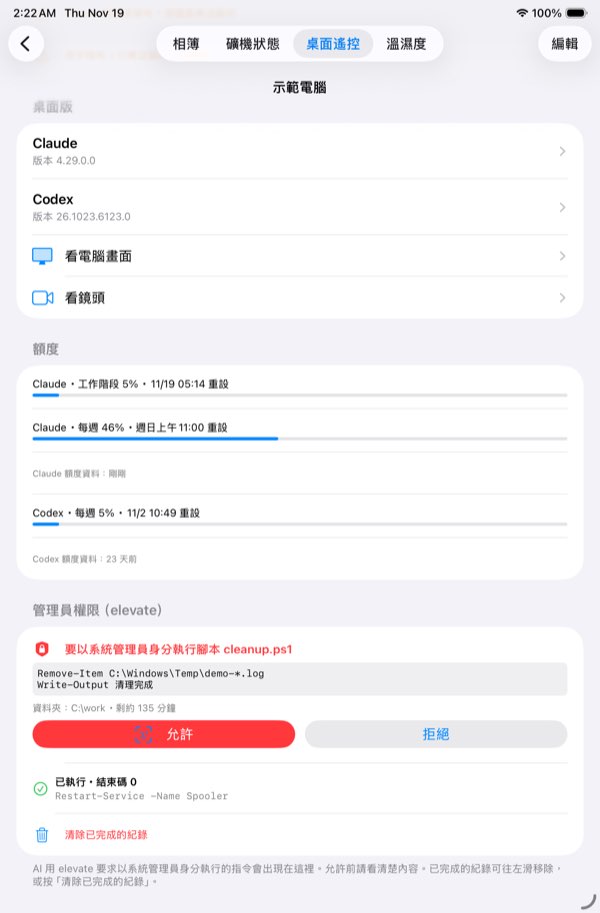 2:22 AM Thu Nov 19
100%
相薄
礦機狀態
桌面遙控
溫濕度
編輯
示範電腦
桌面版
Claude
版本 4.29.0.0
Codex
版本 26.1023.6123.0
看電腦畫面
看鏡頭
額度
Claude・工作階段 5%・11/19 05:14 重設
Claude・每週 46%・週日上午11:00 重設
Claude 額度資料：剛剛
Codex・每週 5%・11/2 10:49 重設
Codex 額度資料：23 天前
管理員權限（elevate）
要以系統管理員身分執行腳本 cleanup.ps1
Remove-Item C:\Windows\Temp\demo-*.log
Write-Output 清理完成
資料夾：C:\work・剩約 135 分鐘
允許
拒絕
已執行・結束碼 0
Restart-Service -Name Spooler
清除已完成的紀錄
AI 用 elevate 要求以系統管理員身分執行的指令會出現在這裡。允許前請看清楚內容。已完成的紀錄可往左滑移除，
或按「清除已完成的紀錄」。